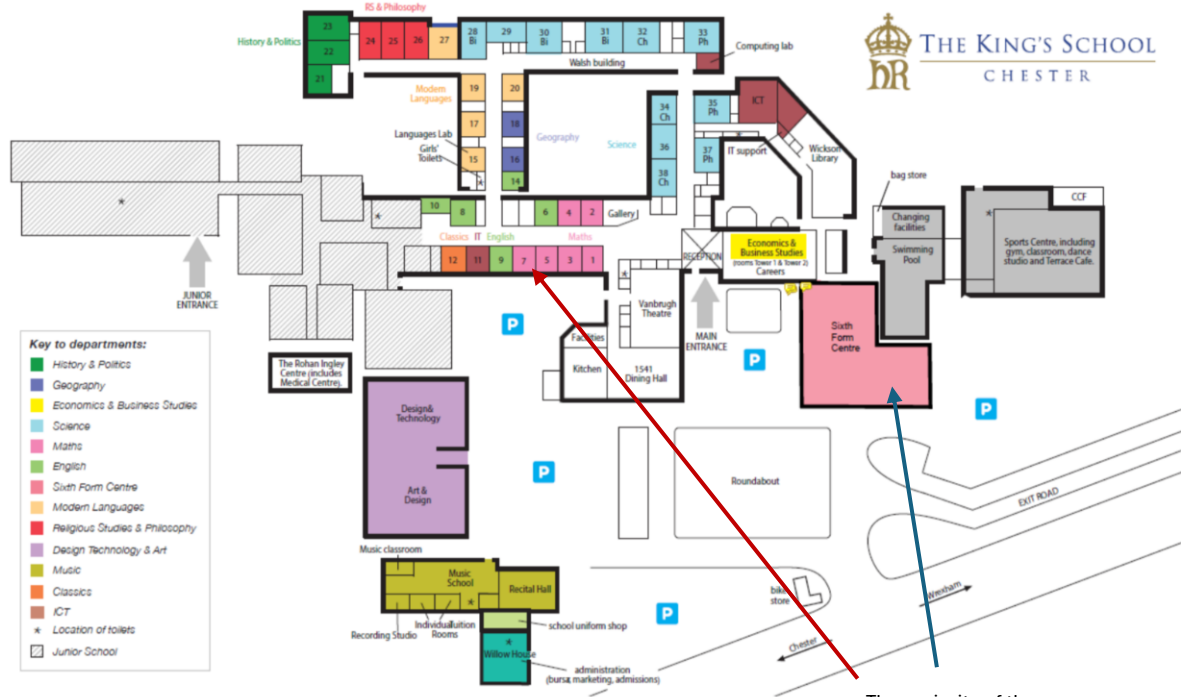 RS & Philosophy
THE KING'S SCHOOL
CHESTER
hR
History & Politics
23
22
21
24
25
26
27
28
Bi
29
30
Bi
31
Bi
32
Ch
33
Ph
Computing lab
Walsh building
Modern
Languages
19
20
17
18
15
16
14
Languages Lab
Girls'
Toilets
*
Geography
Science
34
Ch
36
38
Ch
35
Ph
37
Ph
ICT
*
IT support
Wickson
Library
bag store
Changing
facilities
Swimming
Pool
CCF
*
Sports Centre, including
gym, classroom, dance
studio and Terrace Cafe.
*
JUNIOR
ENTRANCE
*
10
8
6
4
2
Gallery
Classics
IT
English
Maths
12
11
9
7
5
3
1
RECEPTION
Economics &
Business Studies
(rooms Tower 1 & Tower 2)
Careers
*
Vanbrugh
Theatre
MAIN
ENTRANCE
Sixth
Form
Centre
P
P
P
P
P
Facilities
Kitchen
1541
Dining Hall
The Rohan Ingley
Centre (includes
Medical Centre).
Key to departments:
History & Politics
Geography
Economics & Business Studies
Science
Maths
English
Sixth Form Centre
Modern Languages
Religious Studies & Philosophy
Design Technology & Art
Music
Classics
ICT
* Location of toilets
Junior School
Design&
Technology
Art &
Design
Roundabout
EXIT ROAD
Music classroom
Music
School
Recital Hall
*
Recording Studio
Individual Tuition
Rooms
school uniform shop
*
Willow House
administration
(bursa, marketing, admissions)
bike
store
Wrexham
Chester